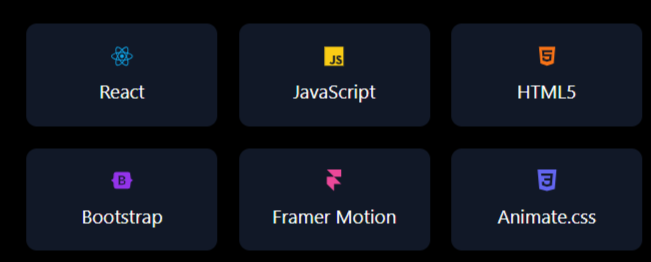 React
JavaScript
HTML5
Bootstrap
Framer Motion
Animate.css